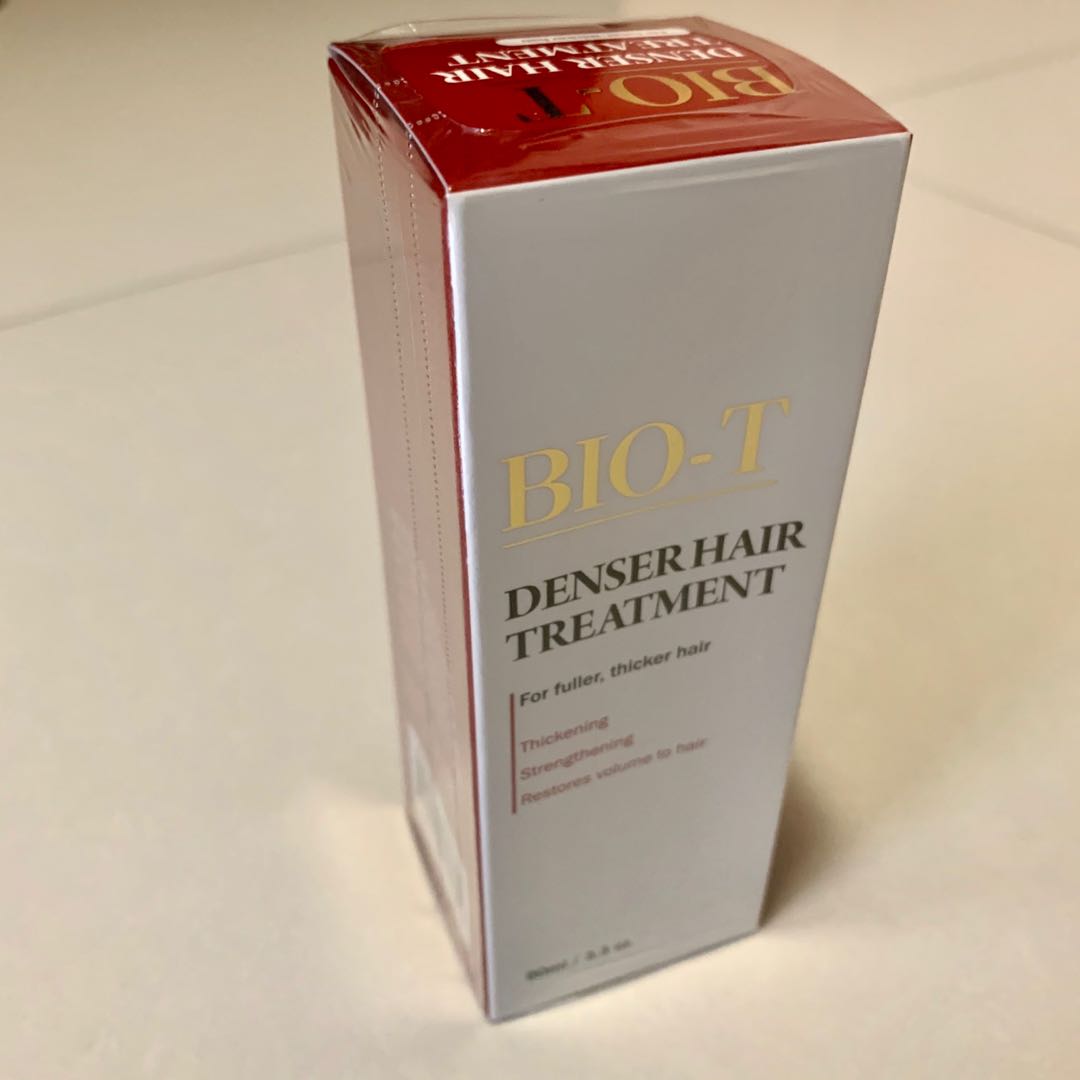 BIO-T
DENSER HAIR
TREATMENT
BIO-T
DENSER HAIR
TREATMENT
For fuller, thicker hair
Thickening
Strengthening
Restores volume to hair